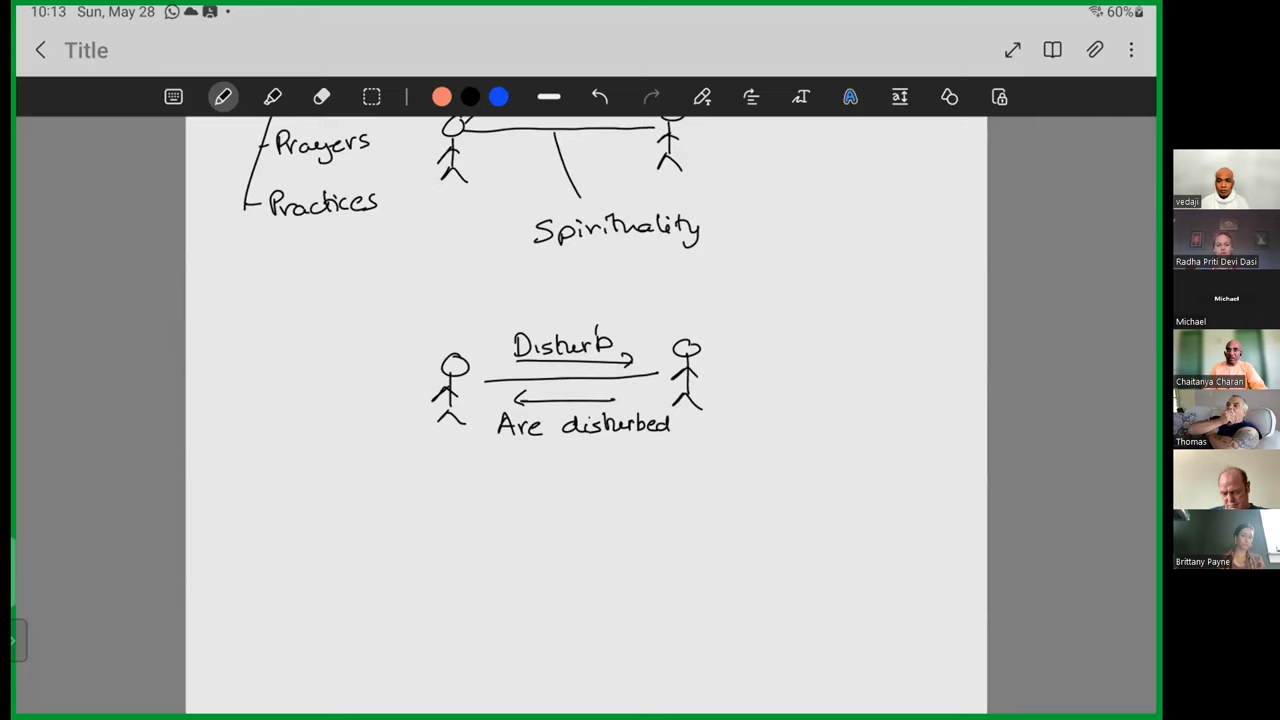 10:13 Sun, May 28
60%
Title
Prayers
Practices
Spirituality
Disturb
Are disturbed
vedaji
Radha Priti Devi Dasi
Michael
Michael
Chaitanya Charan
Thomas
Brittany Payne